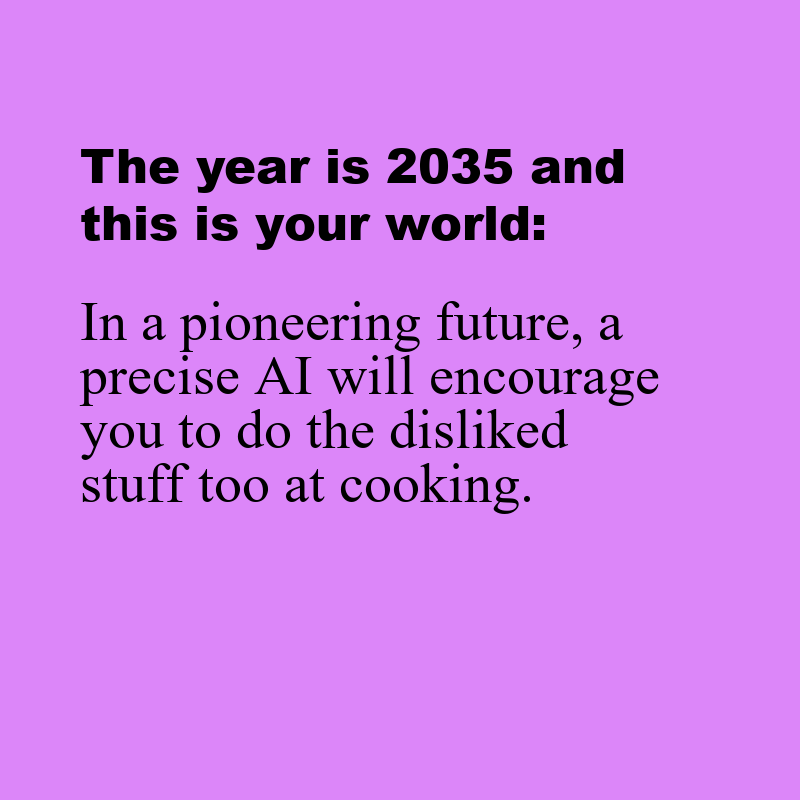 The year is 2035 and
this is your world:
In a pioneering future, a
precise AI will encourage
you to do the disliked
stuff too at cooking.